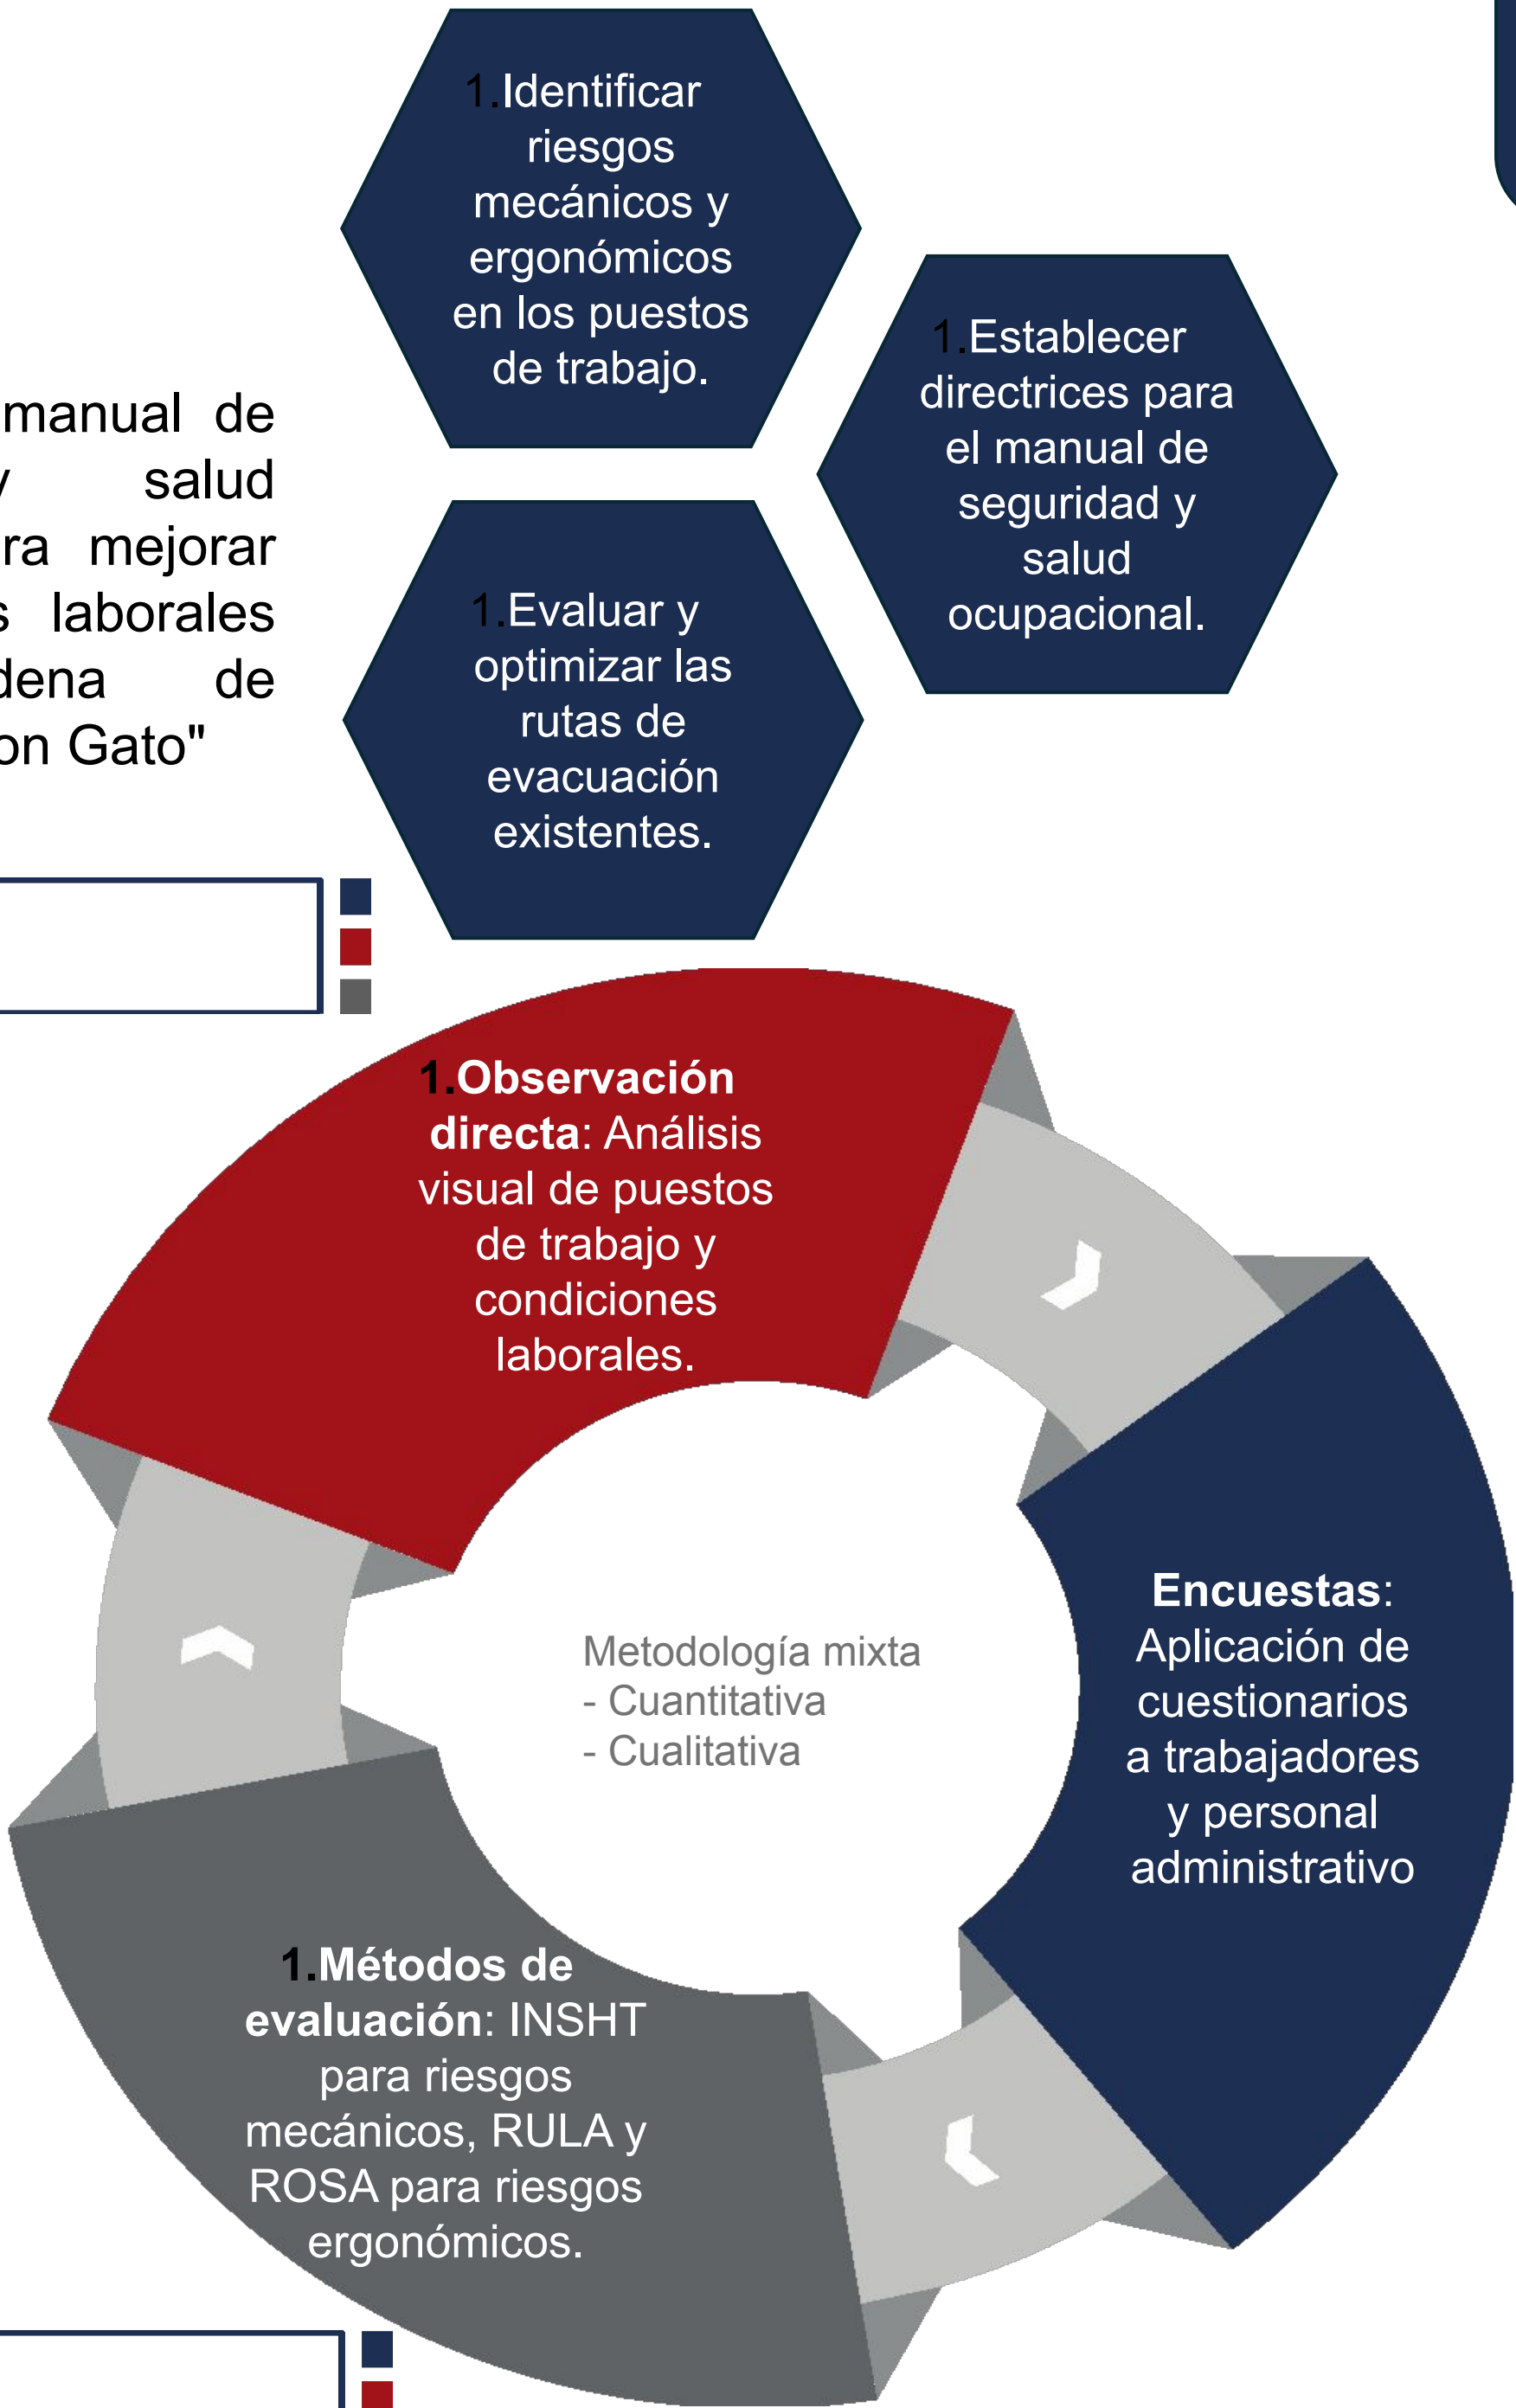 manual de
y salud
ra mejorar
s laborales
dena de
on Gato"
1.Identificar
riesgos
mecánicos y
ergonómicos
en los puestos
de trabajo.
1.Establecer
directrices para
el manual de
seguridad y
salud
ocupacional.
1.Evaluar y
optimizar las
rutas de
evacuación
existentes.
1.Observación
directa: Análisis
visual de puestos
de trabajo y
condiciones
laborales.
Encuestas:
Aplicación de
cuestionarios
a trabajadores
y personal
administrativo
Metodología mixta
- Cuantitativa
- Cualitativa
1.Métodos de
evaluación: INSHT
para riesgos
mecánicos, RULA y
ROSA para riesgos
ergonómicos.